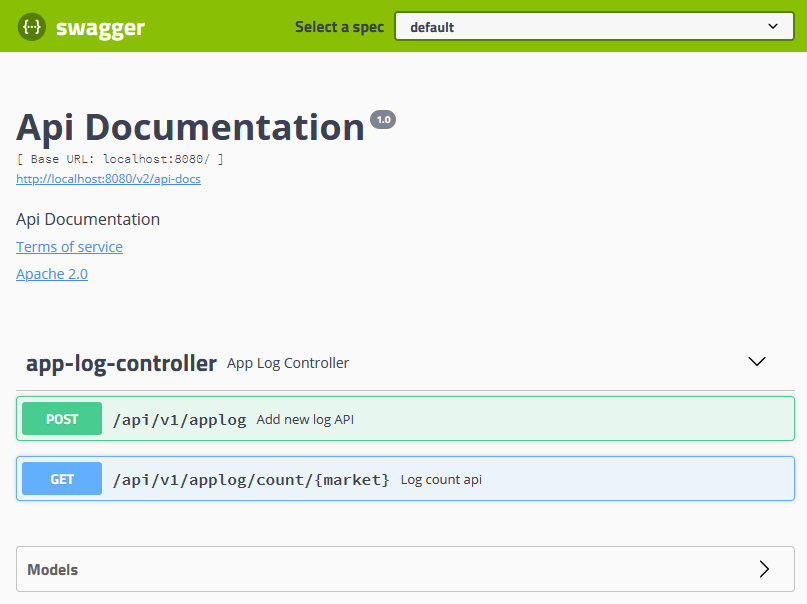 {···} swagger Select a spec default
Api Documentation 1.0
[ Base URL: localhost:8080/ ]
http://localhost:8080/v2/api-docs
Api Documentation
Terms of service
Apache 2.0
app-log-controller App Log Controller
POST /api/v1/applog Add new log API
GET /api/v1/applog/count/{market} Log count api
Models